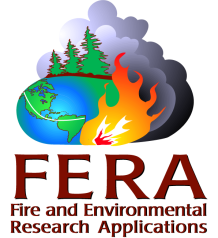 FERA
Fire and Environmental
Research Applications